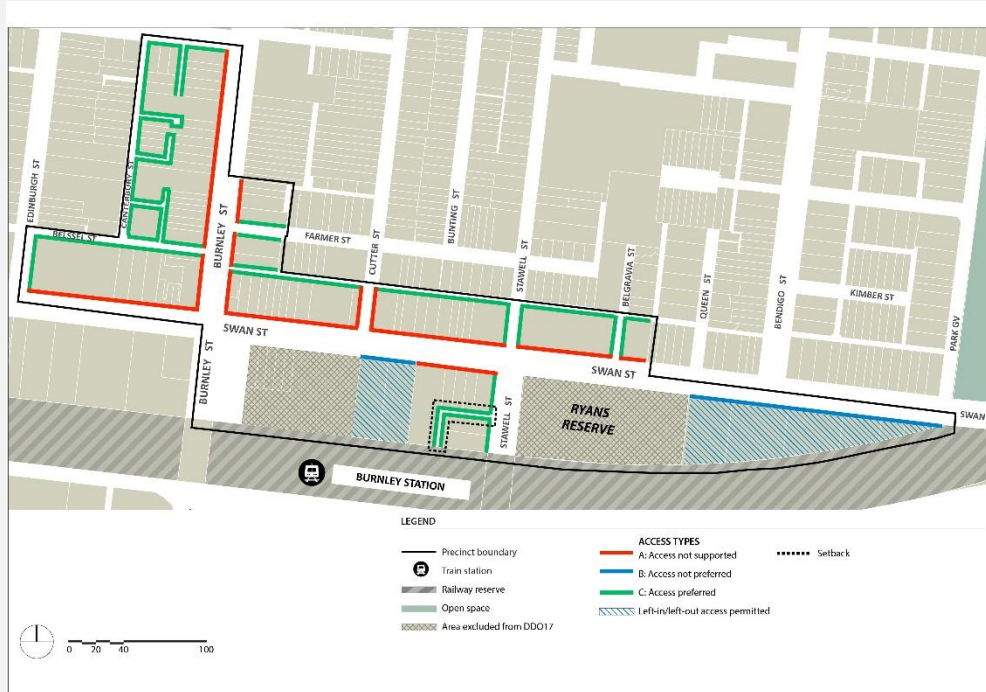 EDINBURGH ST
CANTERBURY ST
BELSSEL ST
BURNLEY ST
FARMER ST
CUTTER ST
BUNTING ST
STAWELL ST
BELGRAVIA ST
QUEEN ST
BENDIGO ST
KIMBER ST
PARK GV
SWAN ST
SWAN ST
SWAN
BURNLEY ST
STAWELL ST
RYANS
RESERVE
BURNLEY STATION
LEGEND
Precinct boundary
Train station
Railway reserve
Open space
Area excluded from DDO17
ACCESS TYPES
A: Access not supported
B: Access not preferred
C: Access preferred
Left-in/left-out access permitted
Setback
0 20 40 100